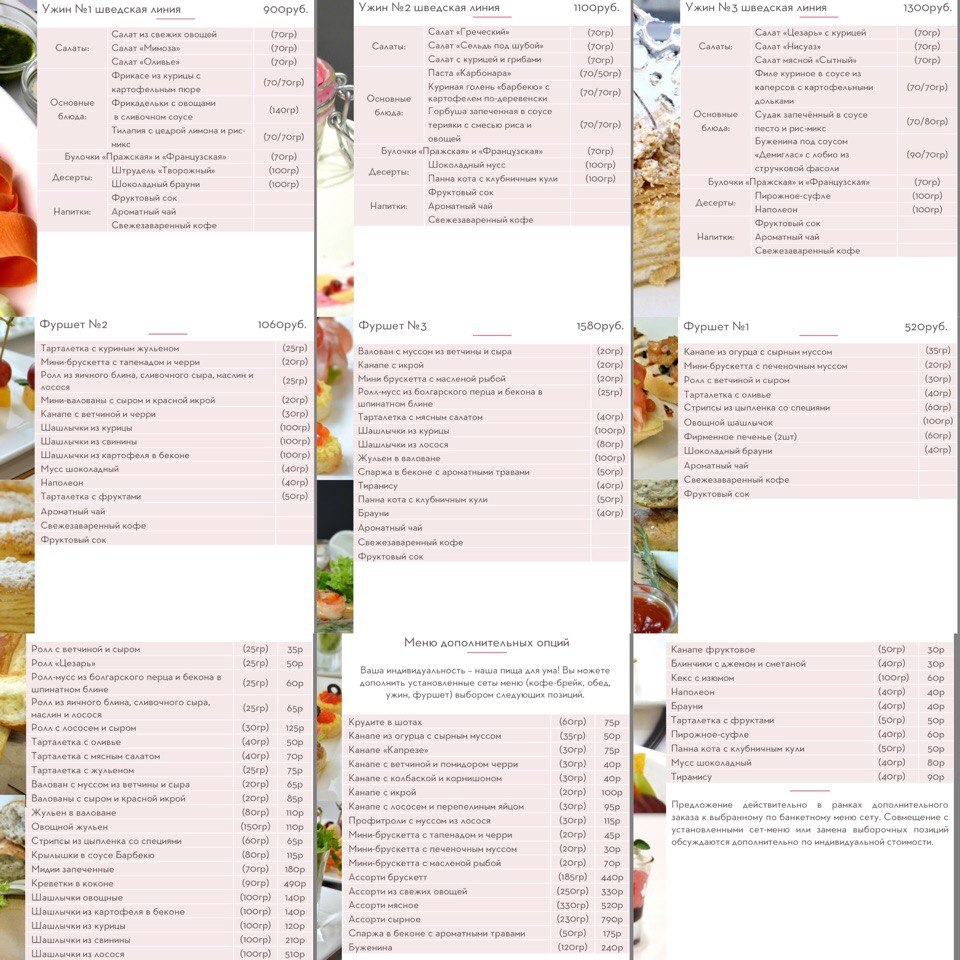 Ужин №1 шведская линия 900руб.
Салаты:
Салат из свежих овощей (70гр)
Салат «Мимоза» (70гр)
Салат «Оливье» (70гр)
Основные блюда:
Фрикасе из курицы с
картофельным пюре (70/70гр)
Фрикадельки с овощами
в сливочном соусе (140гр)
Тилапия с цедрой лимона и рис-
микс (70/70гр)
Булочки «Пражская» и «Французская» (70гр)
Десерты:
Штрудель «Творожный» (100гр)
Шоколадный брауни (100гр)
Напитки:
Фруктовый сок
Ароматный чай
Свежезаваренный кофе
Ужин №2 шведская линия 1100руб.
Салаты:
Салат «Греческий» (70гр)
Салат «Сельдь под шубой» (70гр)
Салат с курицей и грибами (70гр)
Основные блюда:
Паста «Карбонара» (70/50гр)
Куриная голень «барбекю» с
картофелем по-деревенски (70/70гр)
Горбуша запеченная в соусе
терияки с смесью риса и
овощей (70/70гр)
Булочки «Пражская» и «Французская» (70гр)
Десерты:
Шоколадный мусс (100гр)
Панна кота с клубничным кули (100гр)
Напитки:
Фруктовый сок
Ароматный чай
Свежезаваренный кофе
Ужин №3 шведская линия 1300руб.
Салаты:
Салат «Цезарь» с курицей (70гр)
Салат «Нисуаз» (70гр)
Салат мясной «Сытный» (70гр)
Основные блюда:
Филе куриное в соусе из
каперсов с картофельными
дольками (70/70гр)
Судак запечённый в соусе
песто и рис-микс (70/80гр)
Буженина под соусом
«Демиглас» с лобио из
стручковой фасоли (90/70гр)
Булочки «Пражская» и «Французская» (70гр)
Десерты:
Пирожное-суфле (100гр)
Наполеон (100гр)
Напитки:
Фруктовый сок
Ароматный чай
Свежезаваренный кофе
Фуршет №2 1060руб.
Тарталетка с куриным жульеном (25гр)
Мини-брускетта с тапенадом и черри (20гр)
Ролл из яичного блина, сливочного сыра, маслин и
лосося (25гр)
Мини-валованы с сыром и красной икрой (20гр)
Канапе с ветчиной и черри (30гр)
Шашлычки из курицы (100гр)
Шашлычки из свинины (100гр)
Шашлычки из картофеля в беконе (100гр)
Мусс шоколадный (40гр)
Наполеон (40гр)
Тарталетка с фруктами (50гр)
Ароматный чай
Свежезаваренный кофе
Фруктовый сок
Фуршет №3 1580руб.
Валован с муссом из ветчины и сыра (20гр)
Канапе с икрой (20гр)
Мини брускетта с масленой рыбой (20гр)
Ролл-мусс из болгарского перца и бекона в
шпинатном блине (25гр)
Тарталетка с мясным салатом (40гр)
Шашлычки из курицы (100гр)
Шашлычки из лосося (80гр)
Жульен в валоване (100гр)
Спаржа в беконе с ароматными травами (50гр)
Тирамису (40гр)
Панна кота с клубничным кули (50гр)
Брауни (40гр)
Ароматный чай
Свежезаваренный кофе
Фруктовый сок
Фуршет №1 520руб.
Канапе из огурца с сырным муссом (35гр)
Мини-брускетта с печеночным муссом (20гр)
Ролл с ветчиной и сыром (30гр)
Тарталетка с оливье (40гр)
Стрипсы из цыпленка со специями (60гр)
Овощной шашлычок (100гр)
Фирменное печенье (2шт) (60гр)
Шоколадный брауни (40гр)
Ароматный чай
Свежезаваренный кофе
Фруктовый сок
Ролл с ветчиной и сыром (25гр) 35р
Ролл «Цезарь» (25гр) 50р
Ролл-мусс из болгарского перца и бекона в
шпинатном блине (25гр) 60р
Ролл из яичного блина, сливочного сыра,
маслин и лосося (25гр) 65р
Ролл с лососем и сыром (30гр) 125р
Тарталетка с оливье (40гр) 50р
Тарталетка с мясным салатом (40гр) 70р
Тарталетка с жульеном (25гр) 75р
Валован с муссом из ветчины и сыра (20гр) 65р
Валованы с сыром и красной икрой (20гр) 85р
Жульен в валоване (80гр) 110р
Овощной жульен (150гр) 110р
Стрипсы из цыпленка со специями (60гр) 65р
Крылышки в соусе Барбекю (80гр) 115р
Мидии запеченные (70гр) 180р
Креветки в коконе (90гр) 490р
Шашлычки овощные (100гр) 140р
Шашлычки из картофеля в беконе (100гр) 140р
Шашлычки из курицы (100гр) 120р
Шашлычки из свинины (100гр) 210р
Шашлычки из лосося (100гр) 510р
Меню дополнительных опций
Ваша индивидуальность – наша пища для ума! Вы можете
дополнить установленные сеты меню (кофе-брейк, обед,
ужин, фуршет) выбором следующих позиций.
Крудите в шотах (60гр) 75р
Канапе из огурца с сырным муссом (35гр) 50р
Канапе «Капрезе» (30гр) 75р
Канапе с ветчиной и помидором черри (30гр) 40р
Канапе с колбаской и корнишоном (30гр) 40р
Канапе с икрой (20гр) 100р
Канапе с лососем и перепелиным яйцом (30гр) 95р
Профитроли с муссом из лосося (30гр) 115р
Мини-брускетта с тапенадом и черри (20гр) 45р
Мини-брускетта с печеночным муссом (20гр) 30р
Мини-брускетта с масленой рыбой (20гр) 70р
Ассорти брускетт (185гр) 440р
Ассорти из свежих овощей (250гр) 330р
Ассорти мясное (330гр) 520р
Ассорти сырное (230гр) 790р
Спаржа в беконе с ароматными травами (50гр) 175р
Буженина (120гр) 240р
Канапе фруктовое (50гр) 30р
Блинчики с джемом и сметаной (40гр) 30р
Кекс с изюмом (100гр) 60р
Наполеон (40гр) 40р
Брауни (40гр) 40р
Тарталетка с фруктами (50гр) 50р
Пирожное-суфле (40гр) 60р
Панна кота с клубничным кули (50гр) 50р
Мусс шоколадный (40гр) 80р
Тирамису (40гр) 90р
Предложение действительно в рамках дополнительного
заказа к выбранному по банкетному меню сету. Совмещение с
установленными сет-меню или замена выборочных позиций
обсуждаются дополнительно по индивидуальной стоимости.